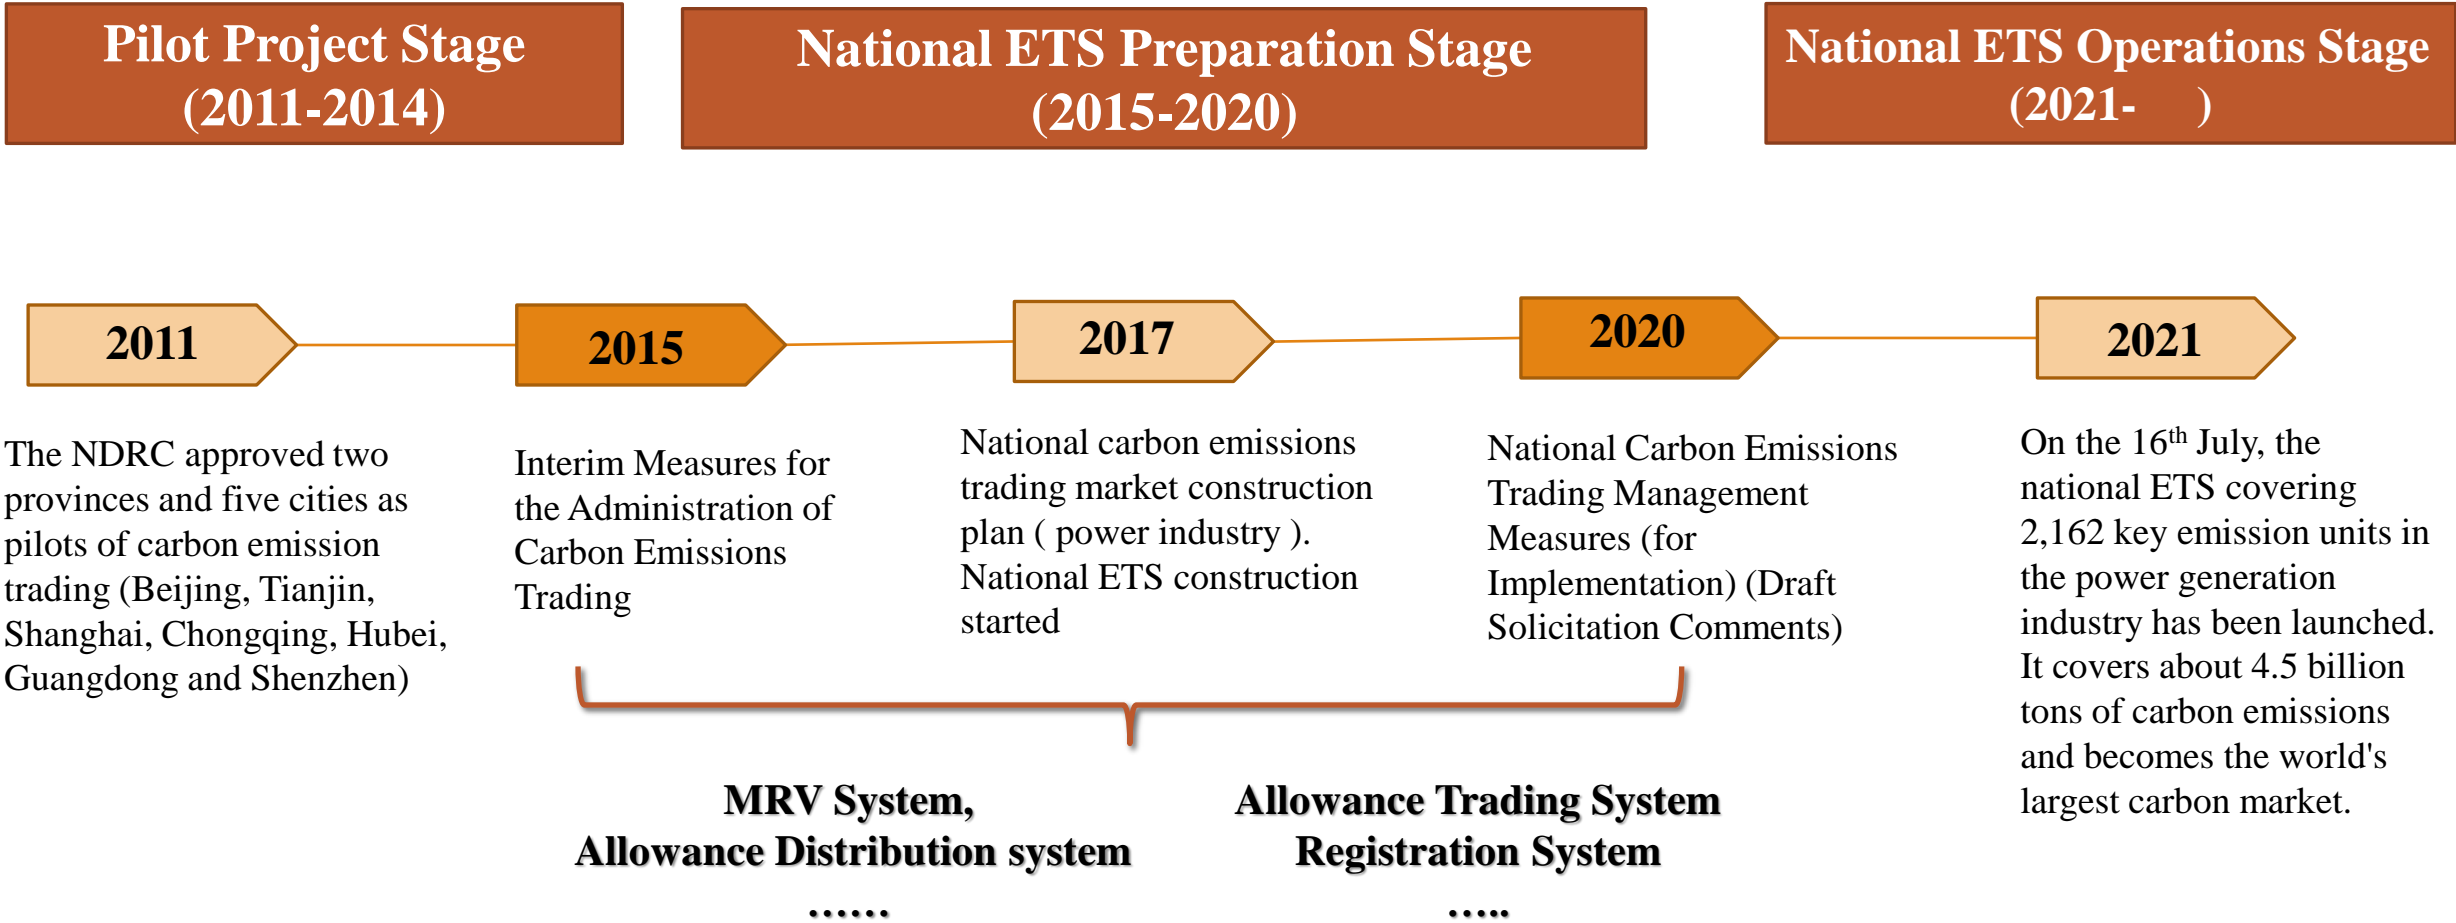 Pilot Project Stage
(2011-2014)
National ETS Preparation Stage
(2015-2020)
National ETS Operations Stage
(2021-    )
2011
2015
2017
2020
2021
The NDRC approved two
provinces and five cities as
pilots of carbon emission
trading (Beijing, Tianjin,
Shanghai, Chongqing, Hubei,
Guangdong and Shenzhen)
Interim Measures for
the Administration of
Carbon Emissions
Trading
National carbon emissions
trading market construction
plan ( power industry ).
National ETS construction
started
National Carbon Emissions
Trading Management
Measures (for
Implementation) (Draft
Solicitation Comments)
On the 16th July, the
national ETS covering
2,162 key emission units in
the power generation
industry has been launched.
It covers about 4.5 billion
tons of carbon emissions
and becomes the world's
largest carbon market.
MRV System,
Allowance Distribution system
……
Allowance Trading System
Registration System
…..